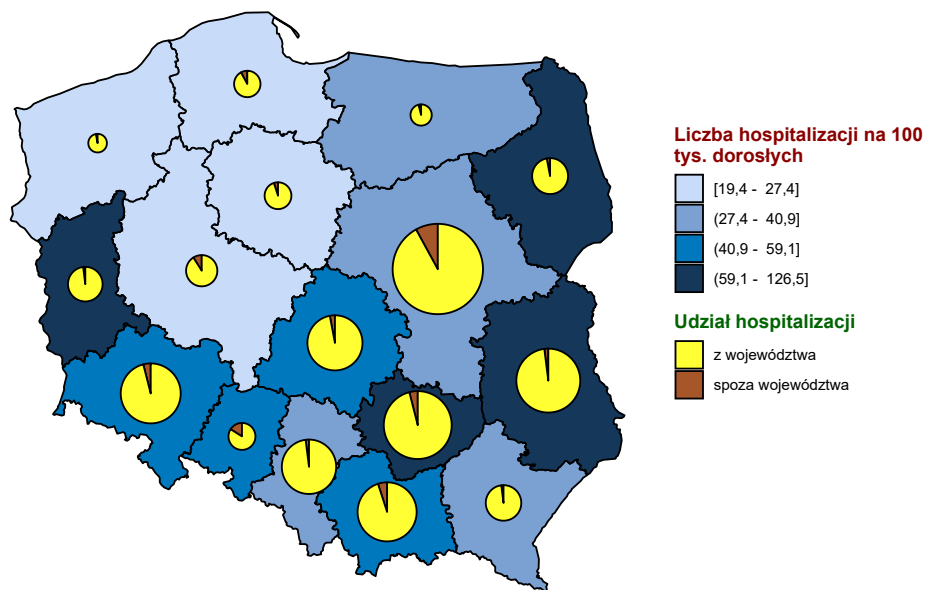 Liczba hospitalizacji na 100
tys. dorosłych
[19,4 - 27,4]
(27,4 - 40,9]
(40,9 - 59,1]
(59,1 - 126,5]
Udział hospitalizacji
z województwa
spoza województwa